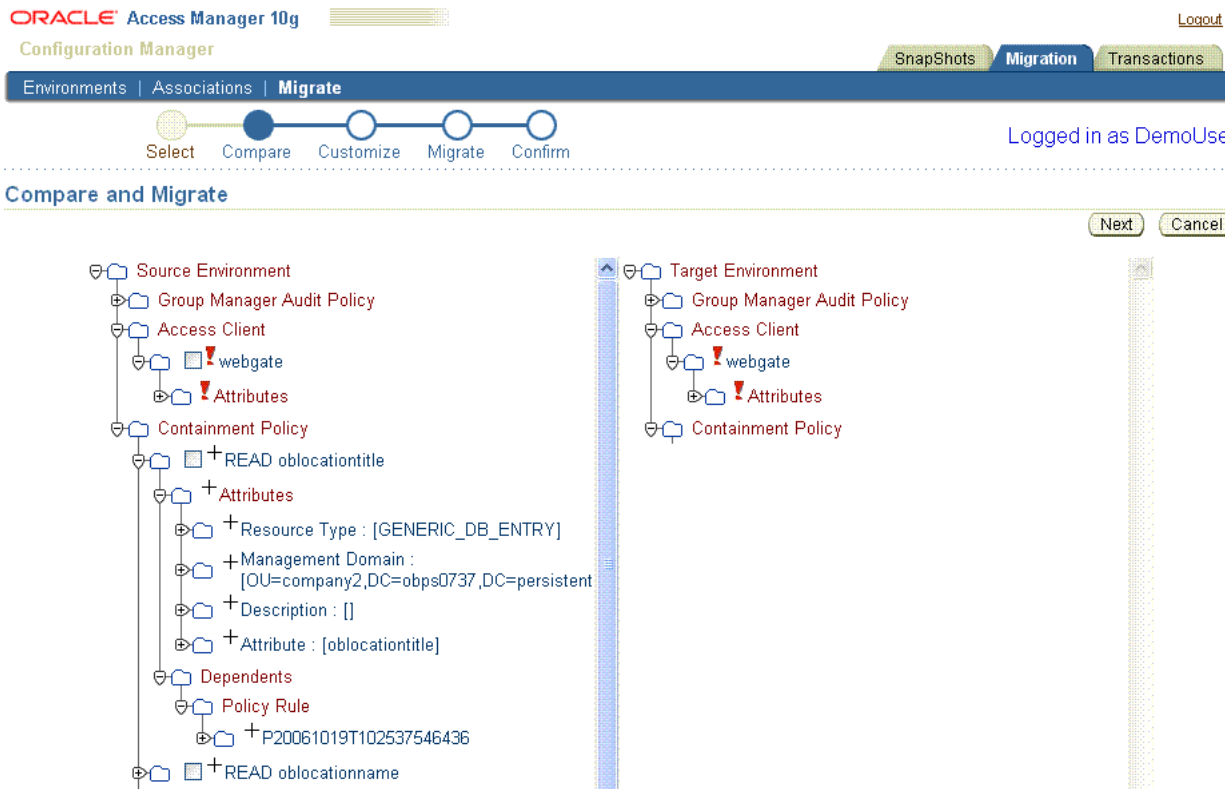 ORACLE Access Manager 10g
Logout
Configuration Manager
SnapShots Migration Transactions
Environments | Associations | Migrate
Select Compare Customize Migrate Confirm
Logged in as DemoUse
Compare and Migrate
Next Cancel
Source Environment
Group Manager Audit Policy
Access Client
webgate
Attributes
Containment Policy
READ oblocationtitle
Attributes
Resource Type : [GENERIC_DB_ENTRY]
Management Domain :
[OU=company2,DC=obps0737,DC=persistent
Description : []
Attribute : [oblocationtitle]
Dependents
Policy Rule
P20061019T102537546436
READ oblocationname
Target Environment
Group Manager Audit Policy
Access Client
webgate
Attributes
Containment Policy